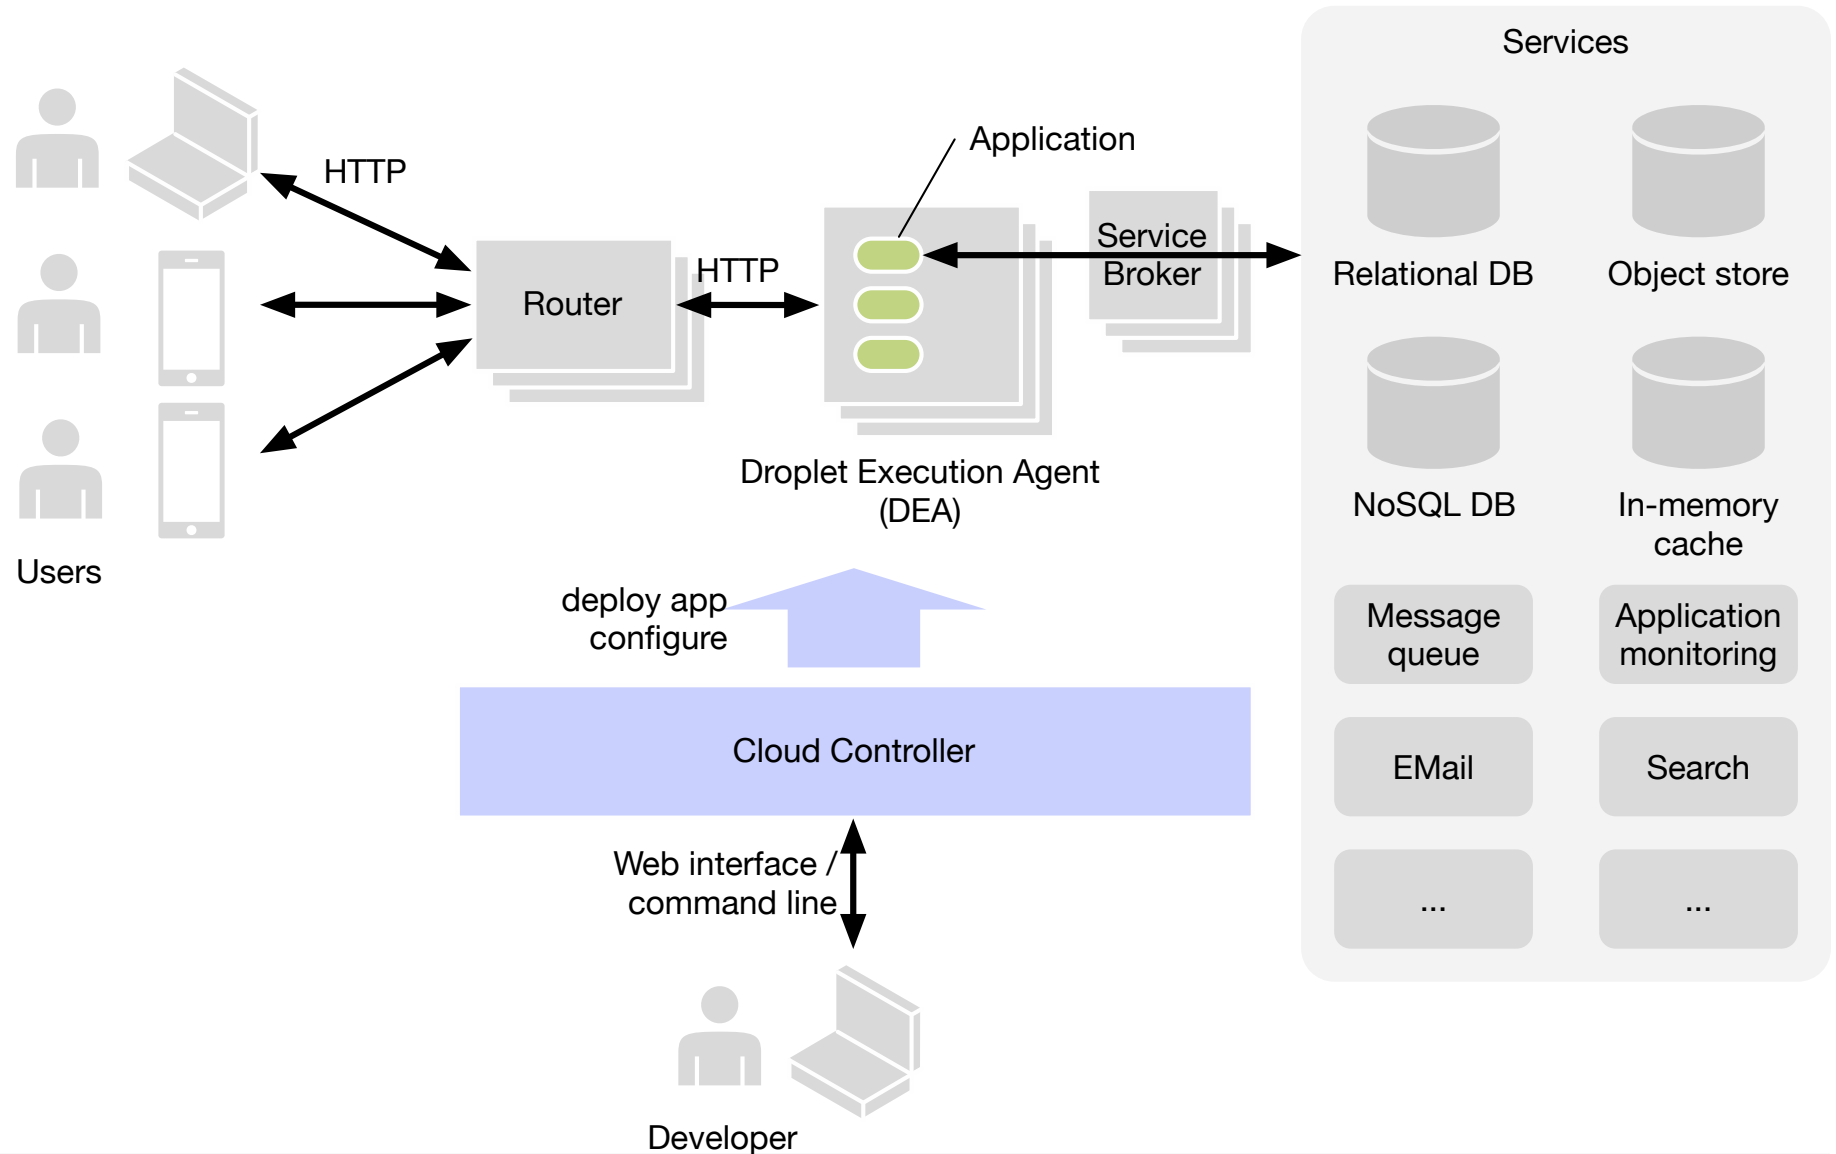 Services
Application
HTTP
Service
Broker
HTTP
Router
Relational DB
Object store
Droplet Execution Agent
(DEA)
NoSQL DB
In-memory
cache
Users
deploy app
configure
Message
queue
Application
monitoring
Cloud Controller
EMail
Search
Web interface /
command line
...
...
Developer